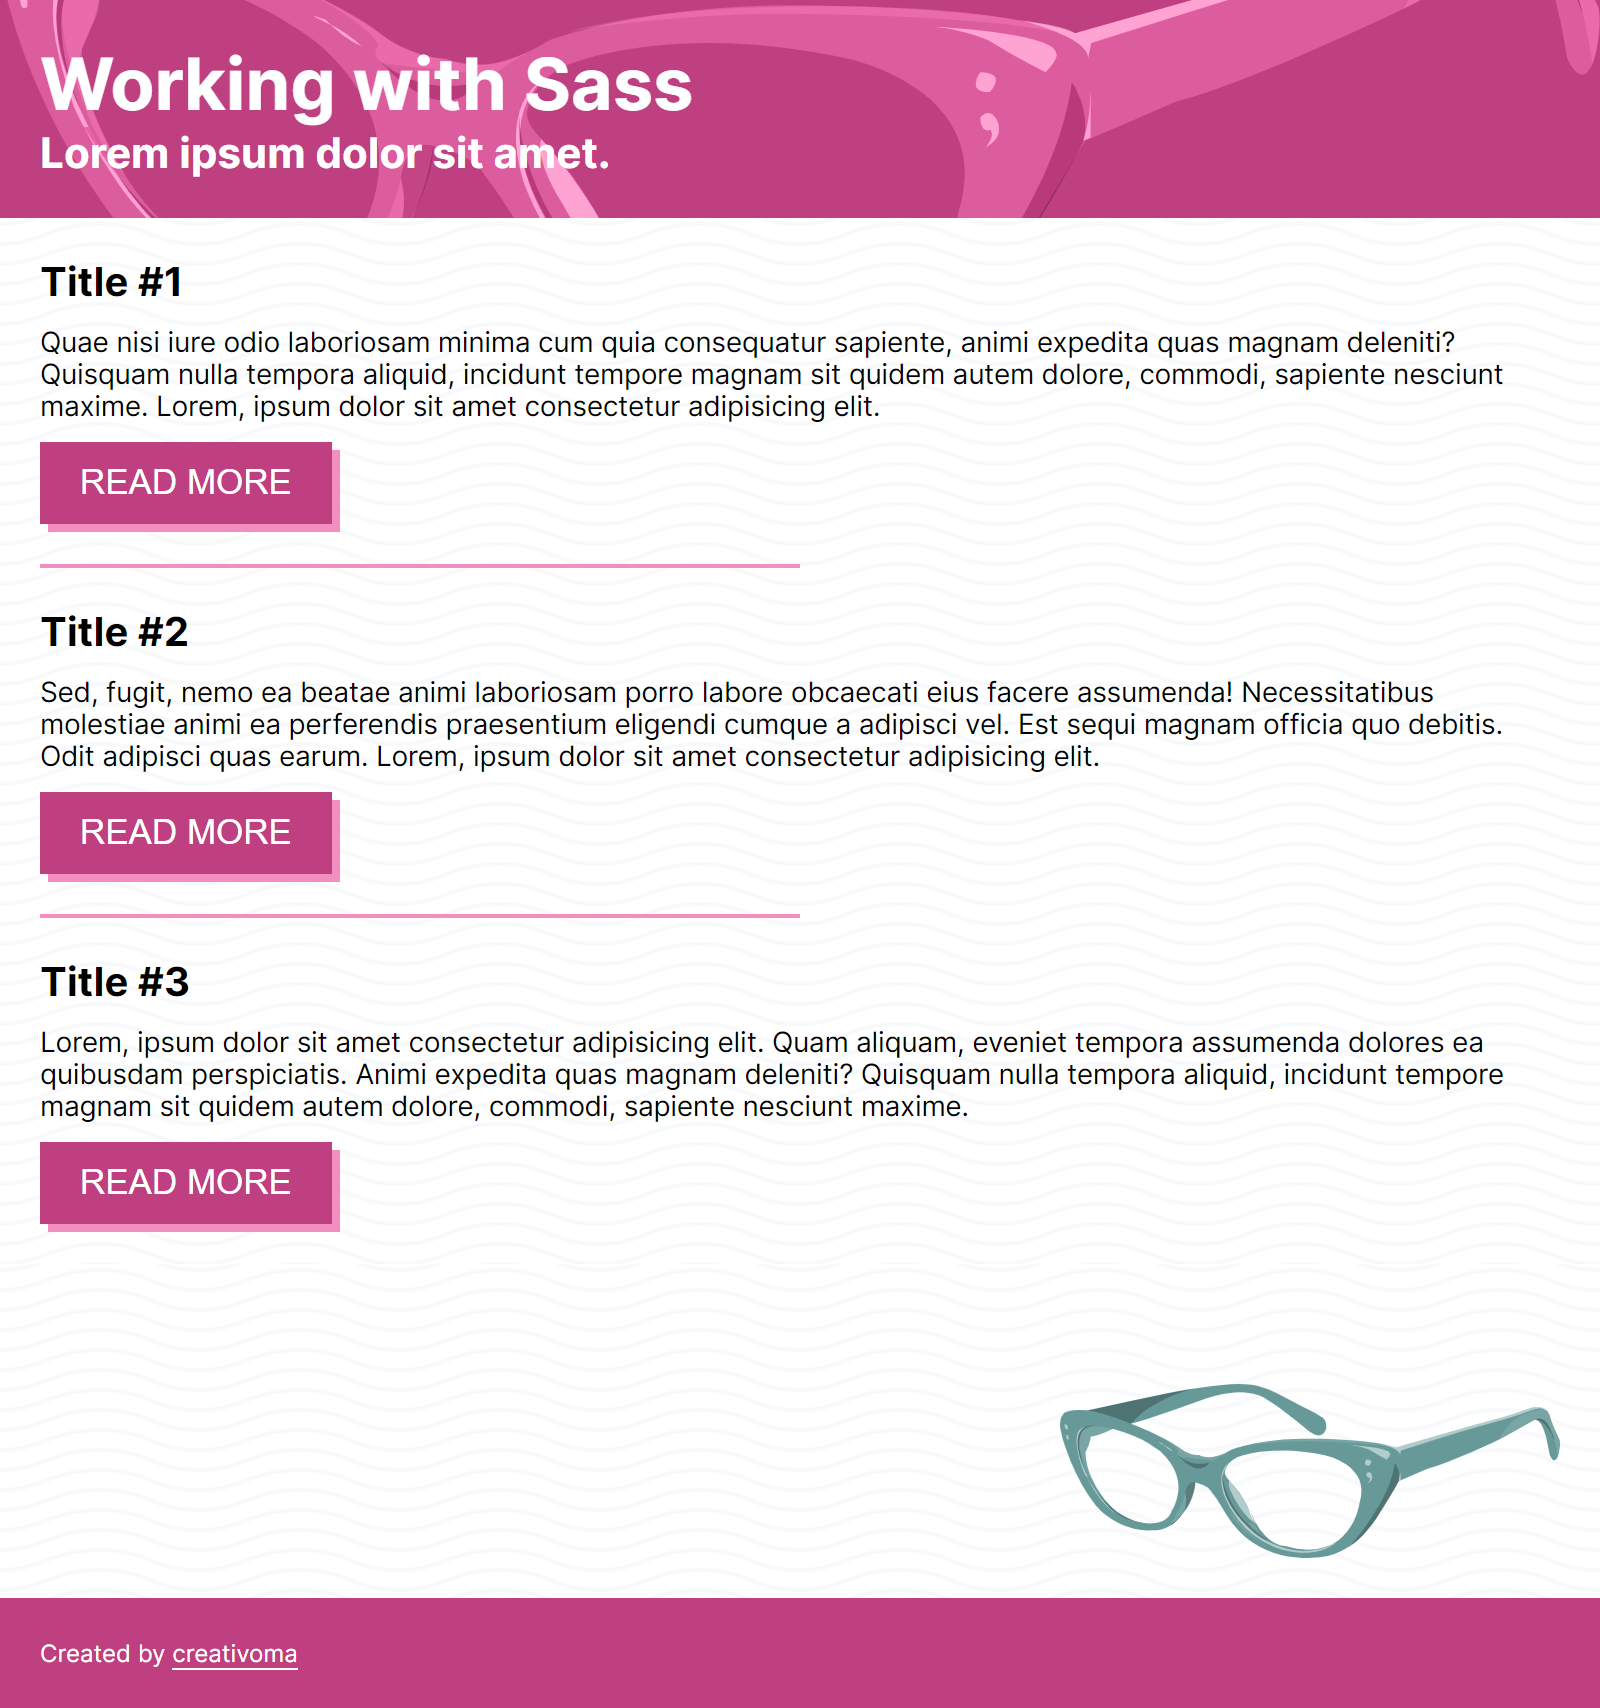 Working with Sass
Lorem ipsum dolor sit amet.
Title #1
Quae nisi iure odio laboriosam minima cum quia consequatur sapiente, animi expedita quas magnam deleniti?
Quisquam nulla tempora aliquid, incidunt tempore magnam sit quidem autem dolore, commodi, sapiente nesciunt
maxime. Lorem, ipsum dolor sit amet consectetur adipisicing elit.
READ MORE
Title #2
Sed, fugit, nemo ea beatae animi laboriosam porro labore obcaecati eius facere assumenda! Necessitatibus
molestiae animi ea perferendis praesentium eligendi cumque a adipisci vel. Est sequi magnam officia quo debitis.
Odit adipisci quas earum. Lorem, ipsum dolor sit amet consectetur adipisicing elit.
READ MORE
Title #3
Lorem, ipsum dolor sit amet consectetur adipisicing elit. Quam aliquam, eveniet tempora assumenda dolores ea
quibusdam perspiciatis. Animi expedita quas magnam deleniti? Quisquam nulla tempora aliquid, incidunt tempore
magnam sit quidem autem dolore, commodi, sapiente nesciunt maxime.
READ MORE
Created by creativoma